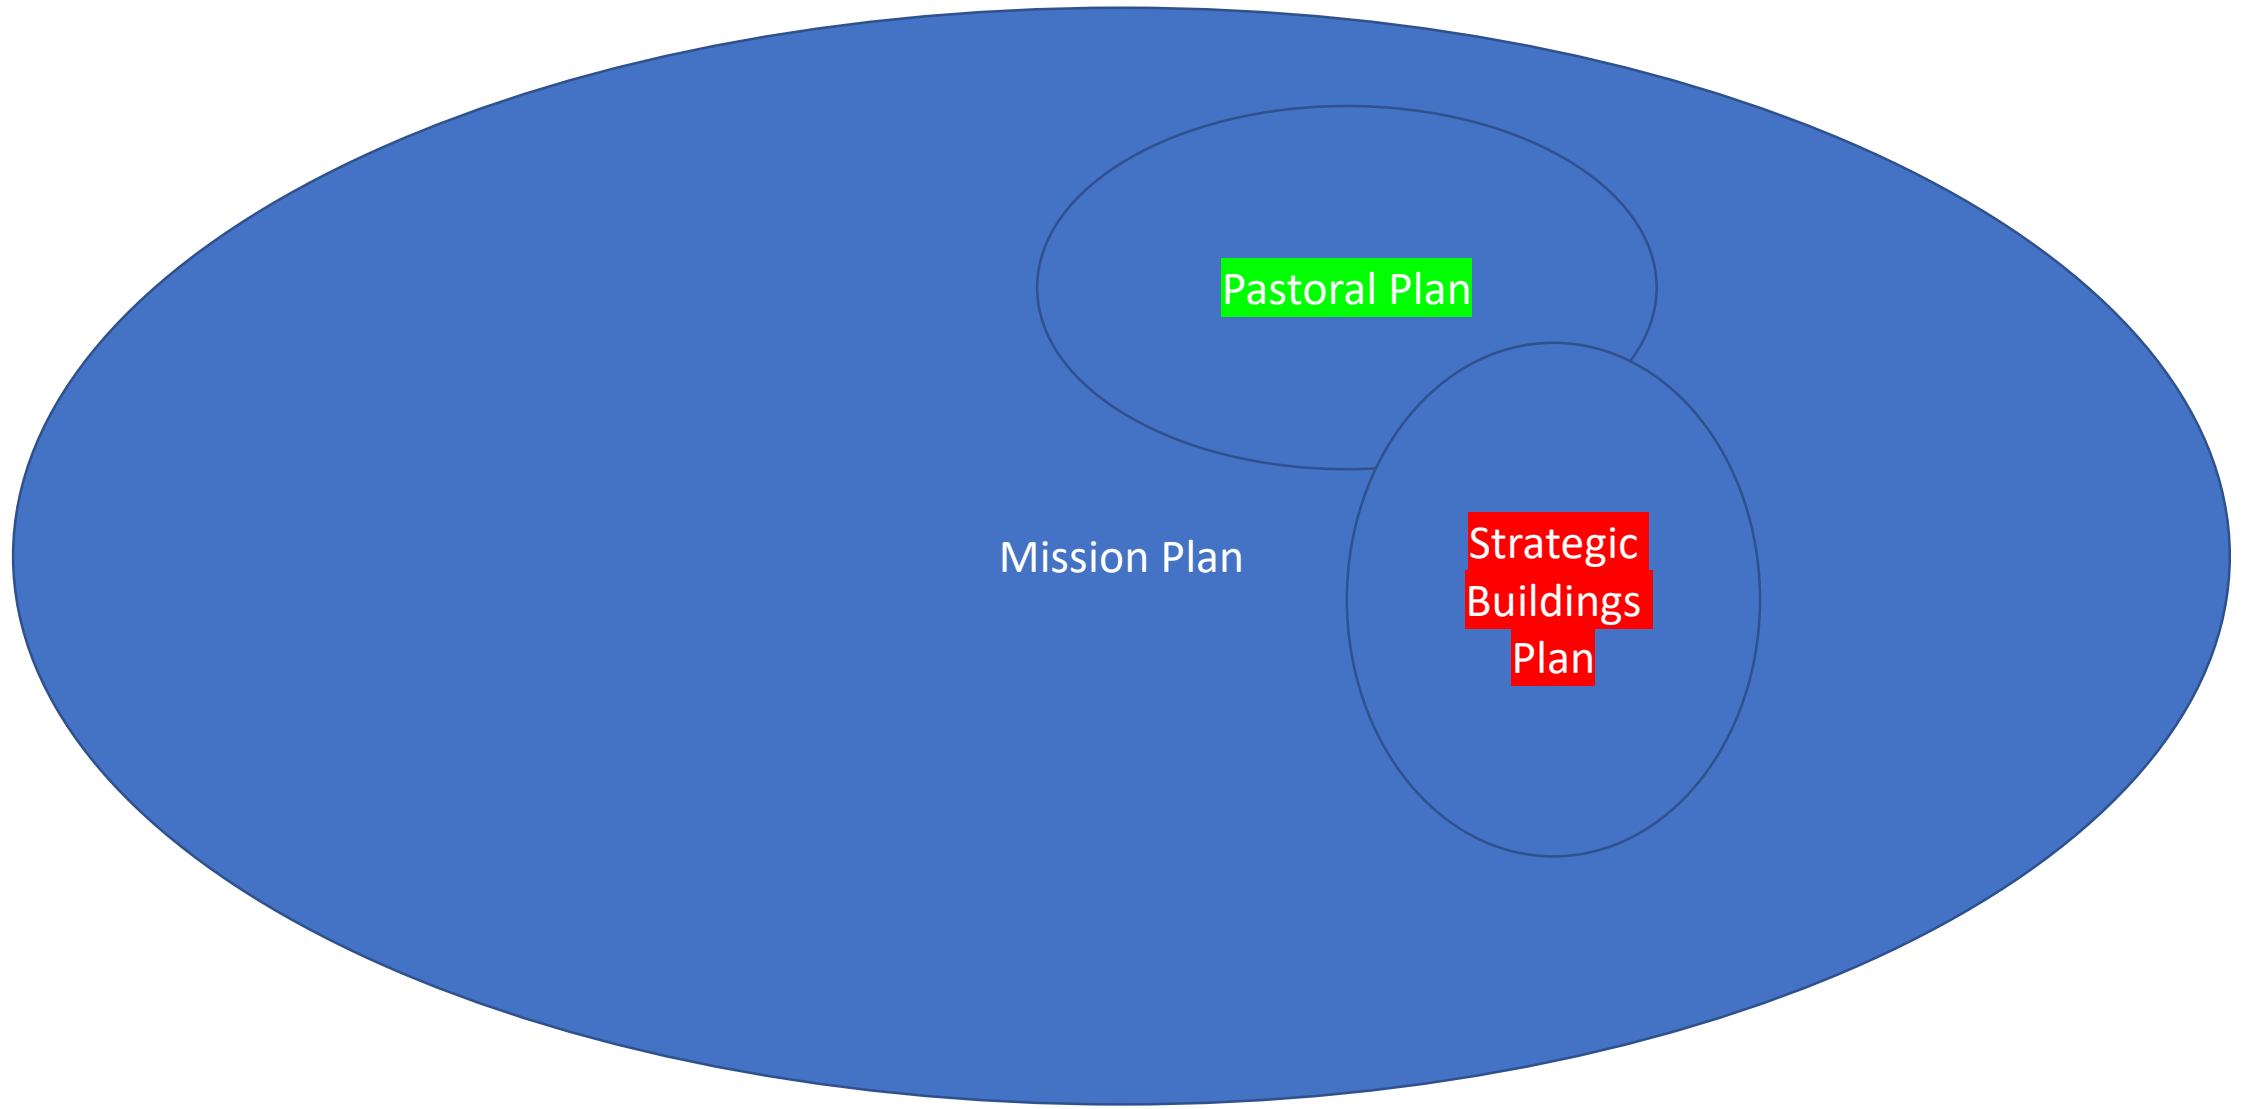 Pastoral Plan
Mission Plan
Strategic
Buildings
Plan